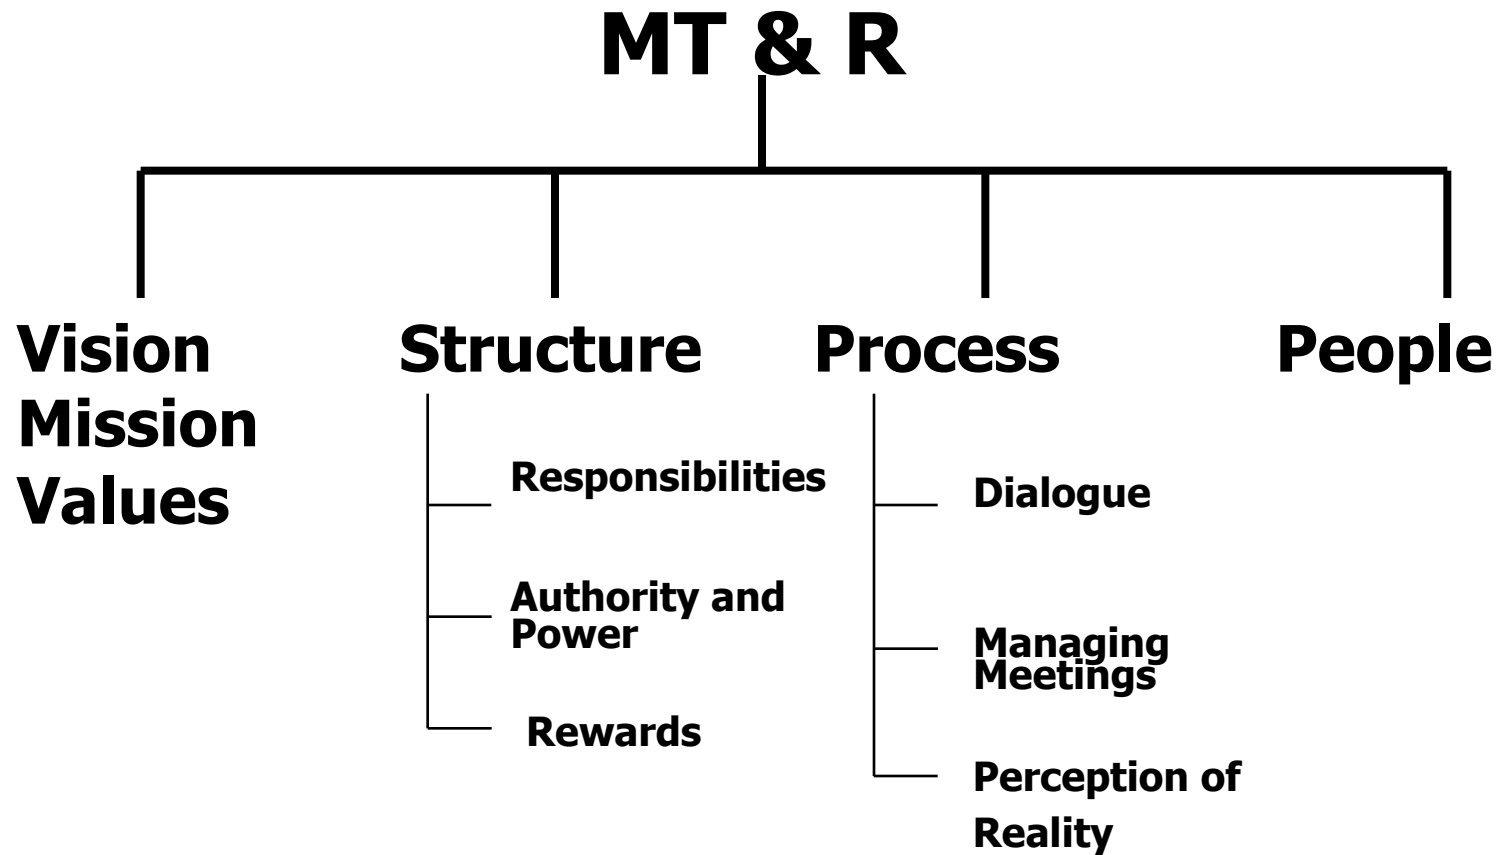 MT & R
Vision
Mission
Values
Structure
Responsibilities
Authority and
Power
Rewards
Process
Dialogue
Managing
Meetings
Perception of
Reality
People